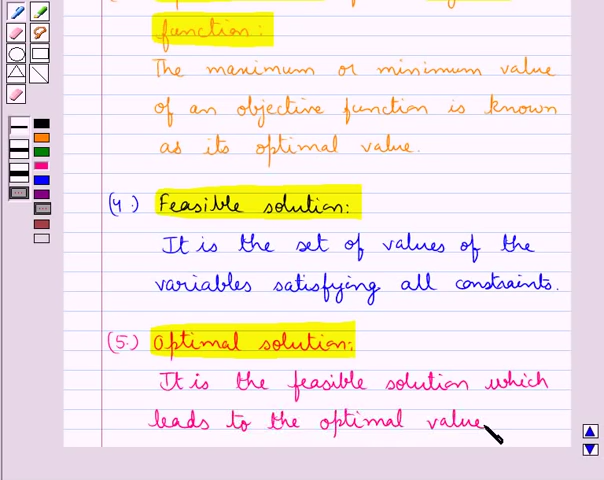 function:
The maximum or minimum value
of an objective function is known
as its optimal value.
(4.) Feasible solution:
It is the set of values of the
variables satisfying all constraints.
(5.) Optimal solution:
It is the feasible solution which
leads to the optimal value